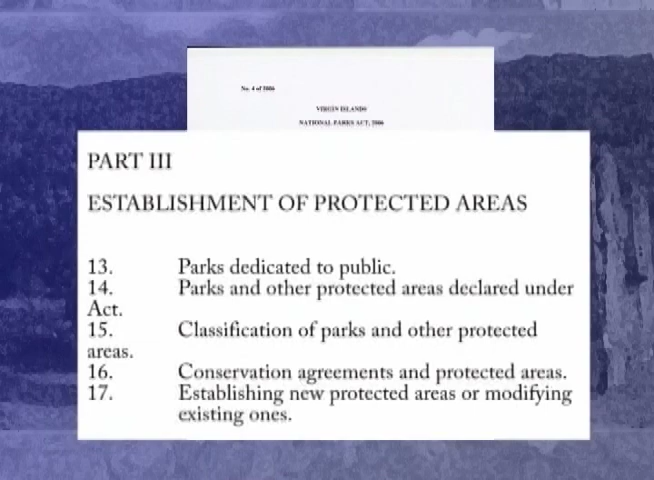 No. 4 of 2006
VIRGIN ISLANDS
NATIONAL PARKS ACT, 2006
PART III
ESTABLISHMENT OF PROTECTED AREAS
13. Parks dedicated to public.
14. Parks and other protected areas declared under
Act.
15. Classification of parks and other protected
areas.
16. Conservation agreements and protected areas.
17. Establishing new protected areas or modifying
existing ones.